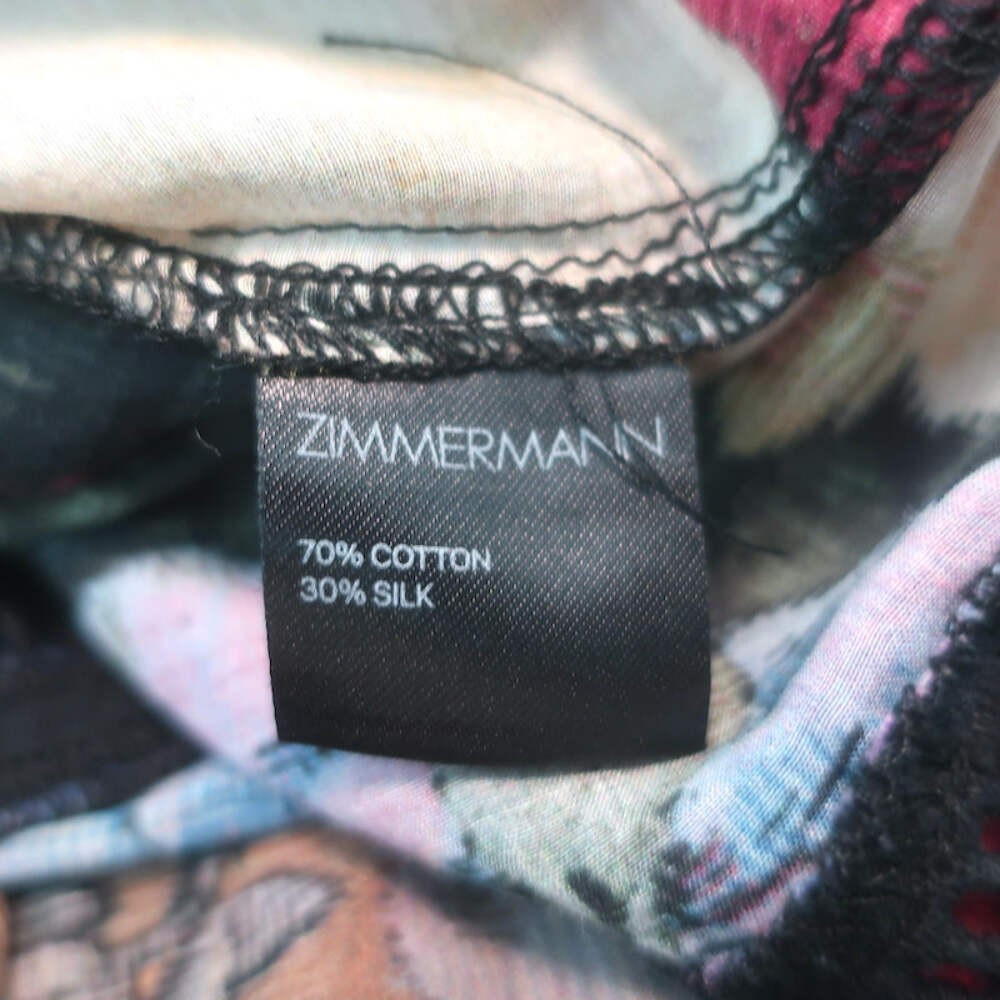 ZIMMERMANN
70% COTTON
30% SILK